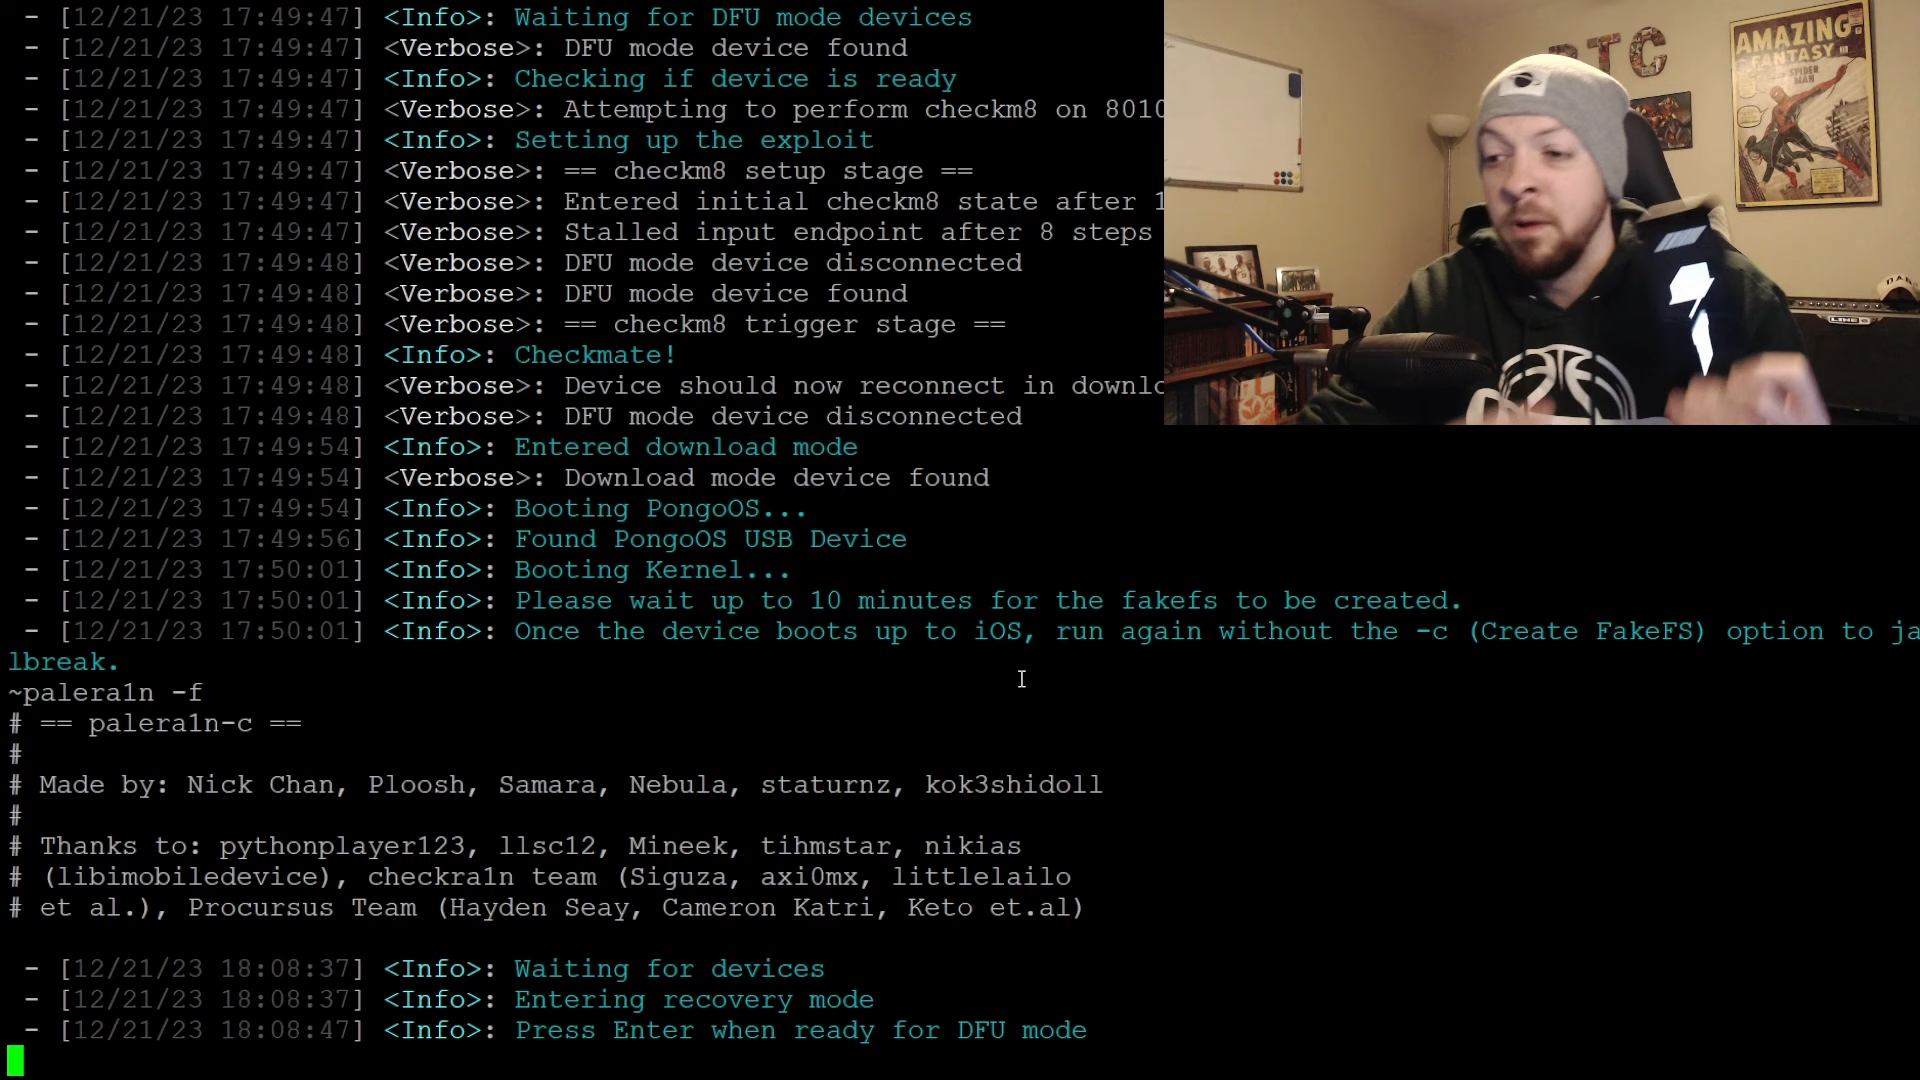 - [12/21/23 17:49:47] <Info>: Waiting for DFU mode devices
- [12/21/23 17:49:47] <Verbose>: DFU mode device found
- [12/21/23 17:49:47] <Info>: Checking if device is ready
- [12/21/23 17:49:47] <Verbose>: Attempting to perform checkm8 on 8010
- [12/21/23 17:49:47] <Info>: Setting up the exploit
- [12/21/23 17:49:47] <Verbose>: == checkm8 setup stage ==
- [12/21/23 17:49:47] <Verbose>: Entered initial checkm8 state after 1
- [12/21/23 17:49:47] <Verbose>: Stalled input endpoint after 8 steps
- [12/21/23 17:49:48] <Verbose>: DFU mode device disconnected
- [12/21/23 17:49:48] <Verbose>: DFU mode device found
- [12/21/23 17:49:48] <Verbose>: == checkm8 trigger stage ==
- [12/21/23 17:49:48] <Info>: Checkmate!
- [12/21/23 17:49:48] <Verbose>: Device should now reconnect in downlo
- [12/21/23 17:49:48] <Verbose>: DFU mode device disconnected
- [12/21/23 17:49:54] <Info>: Entered download mode
- [12/21/23 17:49:54] <Verbose>: Download mode device found
- [12/21/23 17:49:54] <Info>: Booting PongoOS...
- [12/21/23 17:49:56] <Info>: Found PongoOS USB Device
- [12/21/23 17:50:01] <Info>: Booting Kernel...
- [12/21/23 17:50:01] <Info>: Please wait up to 10 minutes for the fakefs to be created.
- [12/21/23 17:50:01] <Info>: Once the device boots up to iOS, run again without the -c (Create FakeFS) option to ja
lbreak.
~palera1n -f
# == palera1n-c ==
#
# Made by: Nick Chan, Ploosh, Samara, Nebula, staturnz, kok3shidoll
#
# Thanks to: pythonplayer123, llsc12, Mineek, tihmstar, nikias
# (libimobiledevice), checkra1n team (Siguza, axi0mx, littlelailo
# et al.), Procursus Team (Hayden Seay, Cameron Katri, Keto et.al)
- [12/21/23 18:08:37] <Info>: Waiting for devices
- [12/21/23 18:08:37] <Info>: Entering recovery mode
- [12/21/23 18:08:47] <Info>: Press Enter when ready for DFU mode
RTC
AMAZING
FANTASY
SPIDER
MAN
LINE 6